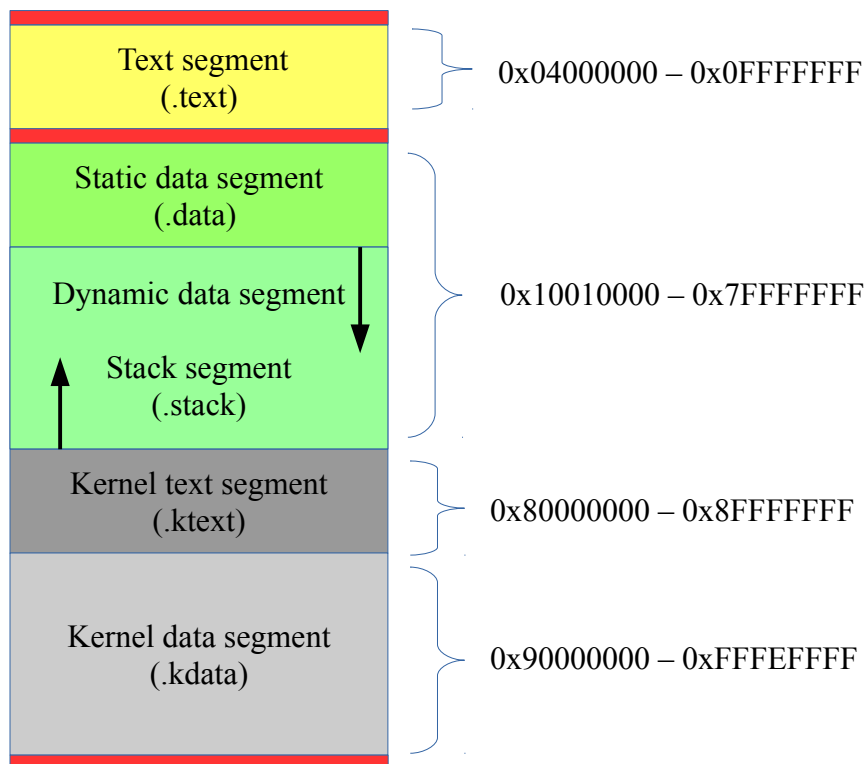 Text segment
(.text)
0x04000000 – 0x0FFFFFFF
Static data segment
(.data)
Dynamic data segment
0x10010000 – 0x7FFFFFFF
Stack segment
(.stack)
Kernel text segment
(.ktext)
0x80000000 – 0x8FFFFFFF
Kernel data segment
(.kdata)
0x90000000 – 0xFFFEFFFF